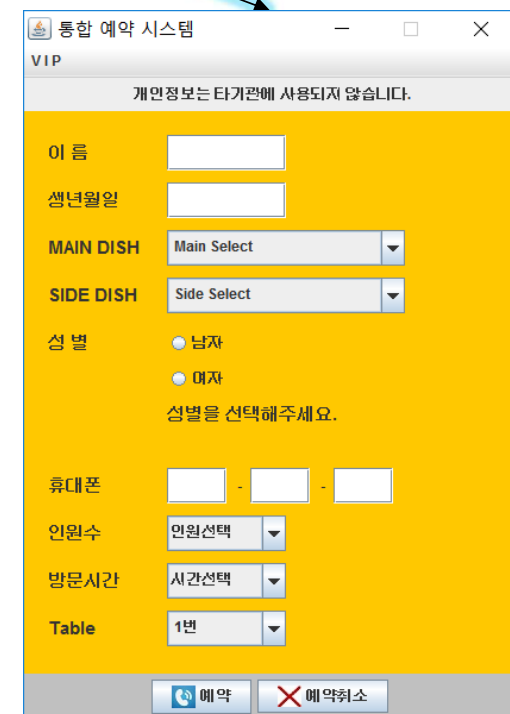 통합 예약 시스템
VIP
개인정보는 타기관에 사용되지 않습니다.
이 름
생년월일
MAIN DISH Main Select
SIDE DISH Side Select
성 별 남자
여자
성별을 선택해주세요.
휴대폰 - -
인원수 인원선택
방문시간 시간선택
Table 1번
예약 예약취소